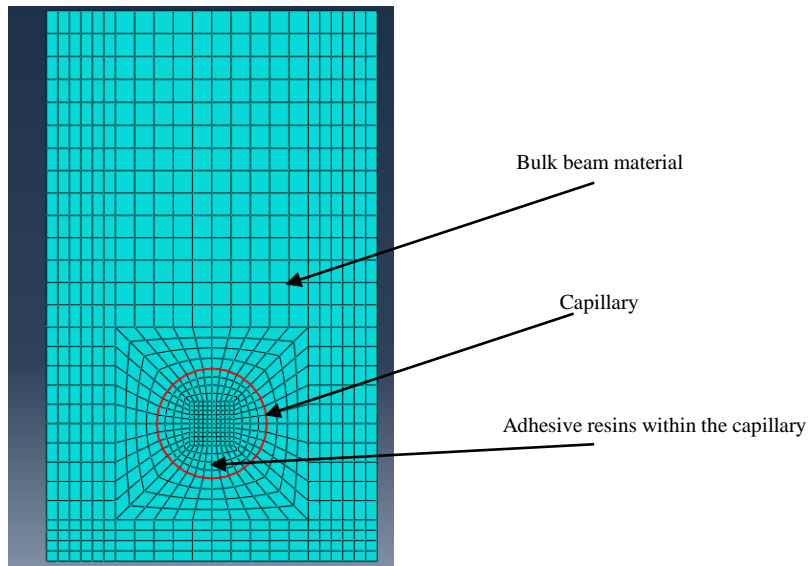 Bulk beam material
Capillary
Adhesive resins within the capillary